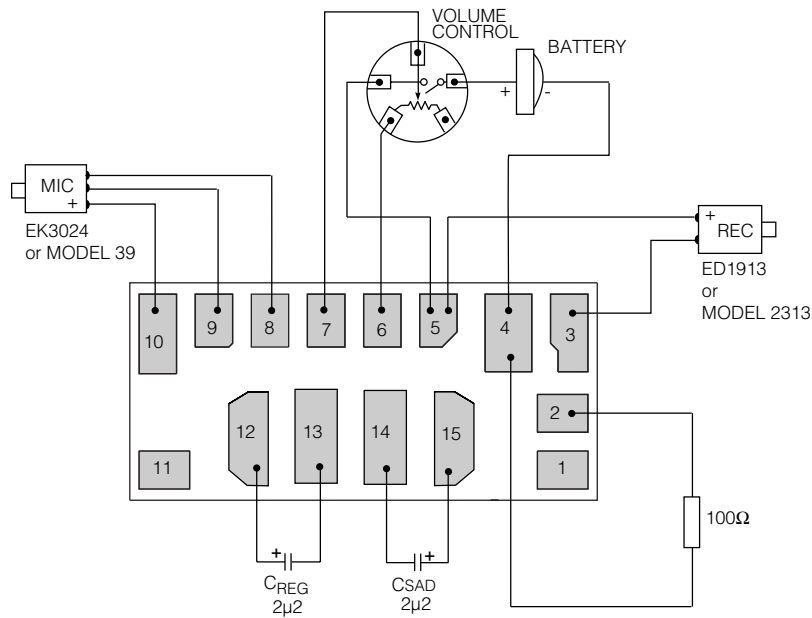 VOLUME
CONTROL
BATTERY
+
-
MIC
+
EK3024
or MODEL 39
+
REC
ED1913
or
MODEL 2313
10
9
8
7
6
5
4
3
2
12
13
14
15
11
1
100Ω
+
CREG
2µ2
+
CSAD
2µ2